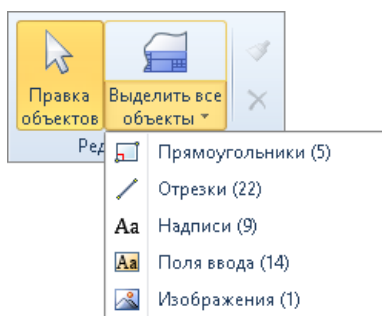 Правка
объектов
Выделить все
объекты
Ред
Прямоугольники (5)
Отрезки (22)
Aa Надписи (9)
Aa Поля ввода (14)
Изображения (1)